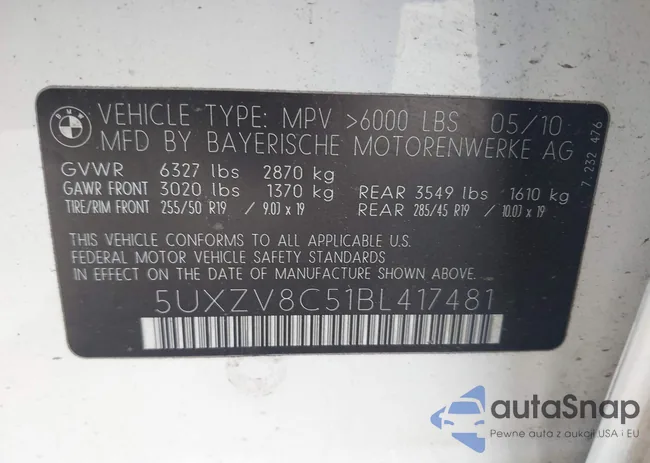 BMW
VEHICLE TYPE: MPV >6000 LBS 05/10
MFD BY BAYERISCHE MOTORENWERKE AG
GVWR 6327 lbs 2870 kg
GAWR FRONT 3020 lbs 1370 kg REAR 3549 lbs 1610 kg
TIRE/RIM FRONT 255/50 R19 / 9.0J x 19 REAR 285/45 R19 / 10.0J x 19
THIS VEHICLE CONFORMS TO ALL APPLICABLE U.S.
FEDERAL MOTOR VEHICLE SAFETY STANDARDS
IN EFFECT ON THE DATE OF MANUFACTURE SHOWN ABOVE.
5UXZV8C51BL417481
7 232 476
autaSnap
Pewne auta z aukcji USA i EU